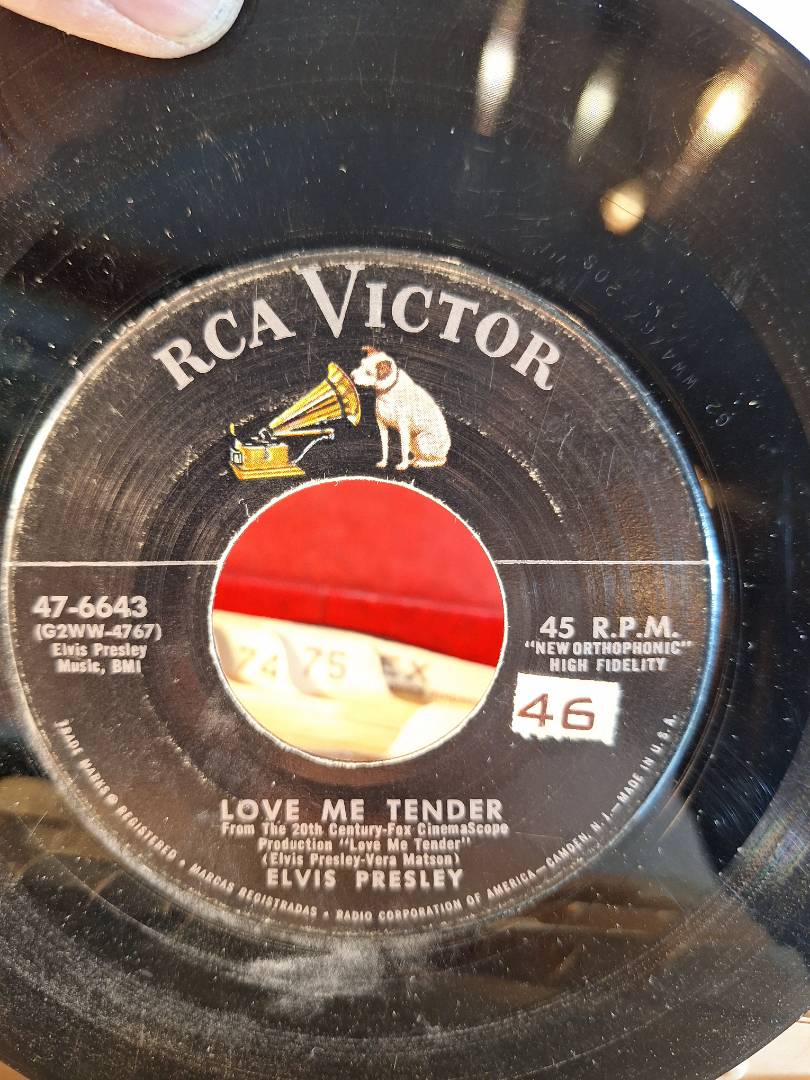 RCA VICTOR
47-6643
(G2WW-4767)
Elvis Presley
Music, BMI
45 R.P.M.
"NEW ORTHOPHONIC"
HIGH FIDELITY
46
74 75
LOVE ME TENDER
From The 20th Century-Fox CinemaScope
Production "Love Me Tender"
(Elvis Presley-Vera Matson)
ELVIS PRESLEY
TRADE MARKS ® REGISTERED • MARCAS REGISTRADAS • RADIO CORPORATION OF AMERICA—CAMDEN, N. J.—MADE IN U.S.A.